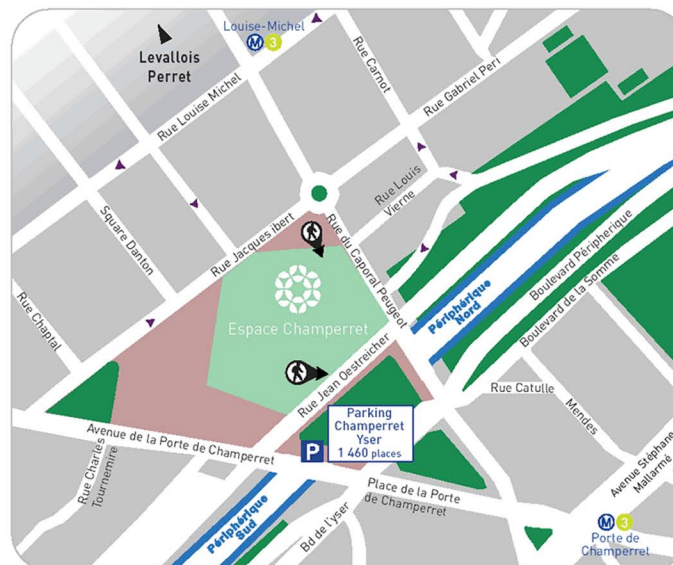 Louise-Michel
M 3
Levallois
Perret
Rue Louise Michel
Rue Carnot
Rue Gabriel Peri
Rue Louis
Vierne
Square Danton
Rue Jacques ibert
Rue du Caporal Peugeot
Rue Chaptal
Espace Champerret
Périphérique
Nord
Boulevard Péripherique
Boulevard de la Somme
Rue Jean Oestreicher
Rue Catulle
Mendes
Parking
Champerret
Yser
1 460 places
P
Avenue de la Porte de Champerret
Rue Charles
Tournemire
Place de la Porte
de Champerret
Avenue Stéphane
Mallarmé
Périphérique
Sud
Bd de l'yser
M 3
Porte de
Champerret